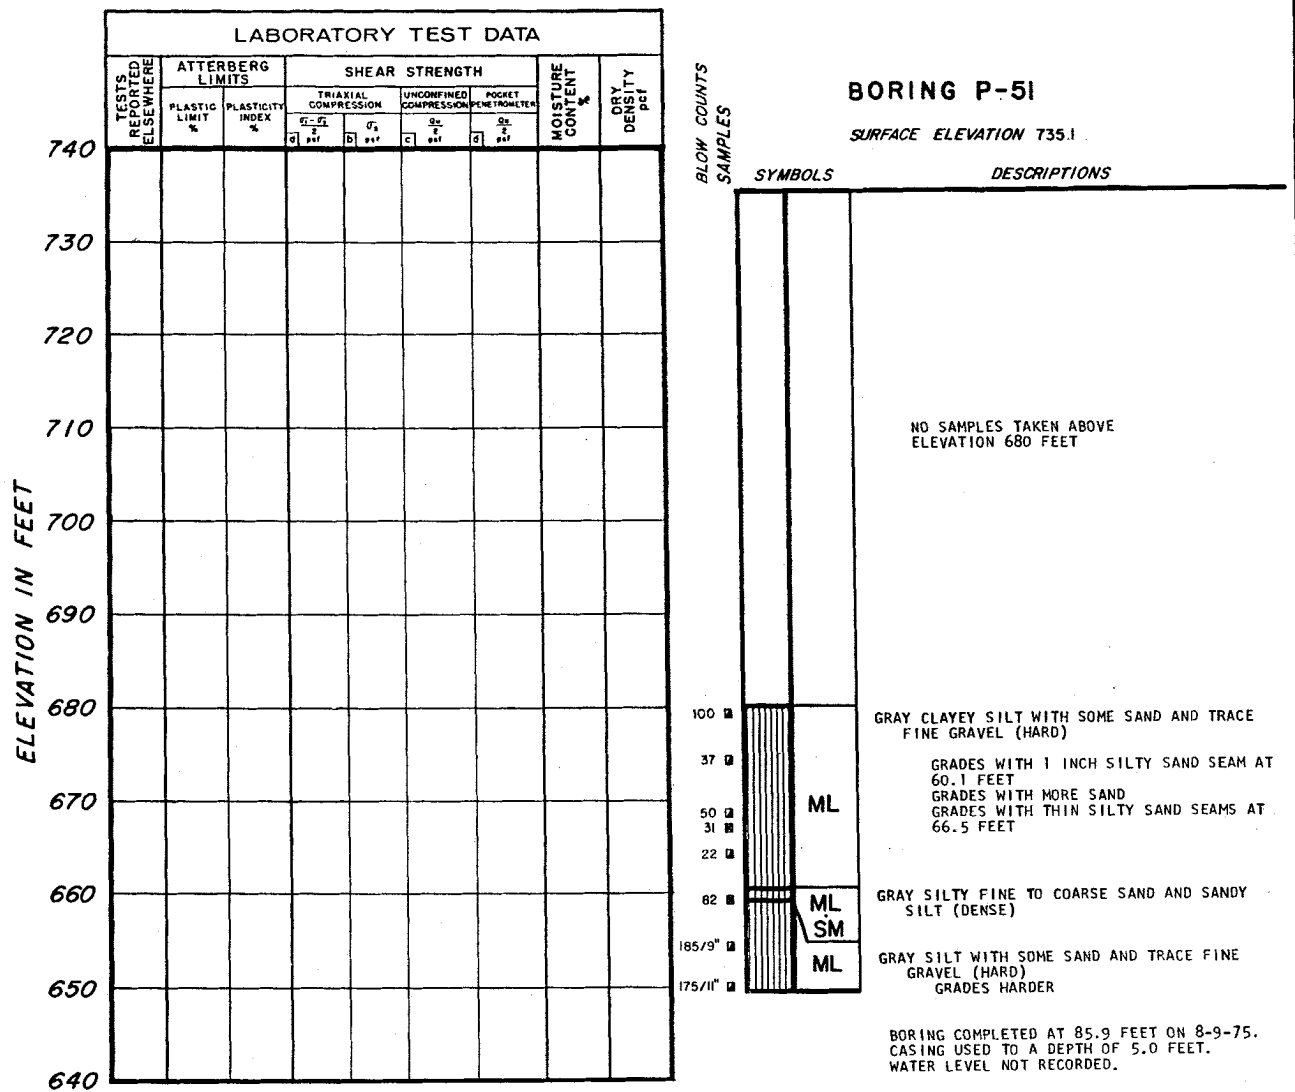 LABORATORY TEST DATA
TESTS REPORTED ELSEWHERE
ATTERBERG LIMITS
SHEAR STRENGTH
MOISTURE CONTENT %
DRY DENSITY pcf
PLASTIC LIMIT %
PLASTICITY INDEX %
TRIAXIAL COMPRESSION
UNCONFINED COMPRESSION
POCKET PENETROMETER
a psf
b psf
c psf
d psf
BLOW COUNTS
SAMPLES
BORING P-51
SURFACE ELEVATION 735.1
SYMBOLS
DESCRIPTIONS
ELEVATION IN FEET
740
730
720
710
700
690
680
670
660
650
640
NO SAMPLES TAKEN ABOVE
ELEVATION 680 FEET
100
37
50
31
22
82
185/9"
175/11"
ML
ML
SM
ML
GRAY CLAYEY SILT WITH SOME SAND AND TRACE
FINE GRAVEL (HARD)
GRADES WITH 1 INCH SILTY SAND SEAM AT
60.1 FEET
GRADES WITH MORE SAND
GRADES WITH THIN SILTY SAND SEAMS AT
66.5 FEET
GRAY SILTY FINE TO COARSE SAND AND SANDY
SILT (DENSE)
GRAY SILT WITH SOME SAND AND TRACE FINE
GRAVEL (HARD)
GRADES HARDER
BORING COMPLETED AT 85.9 FEET ON 8-9-75.
CASING USED TO A DEPTH OF 5.0 FEET.
WATER LEVEL NOT RECORDED.